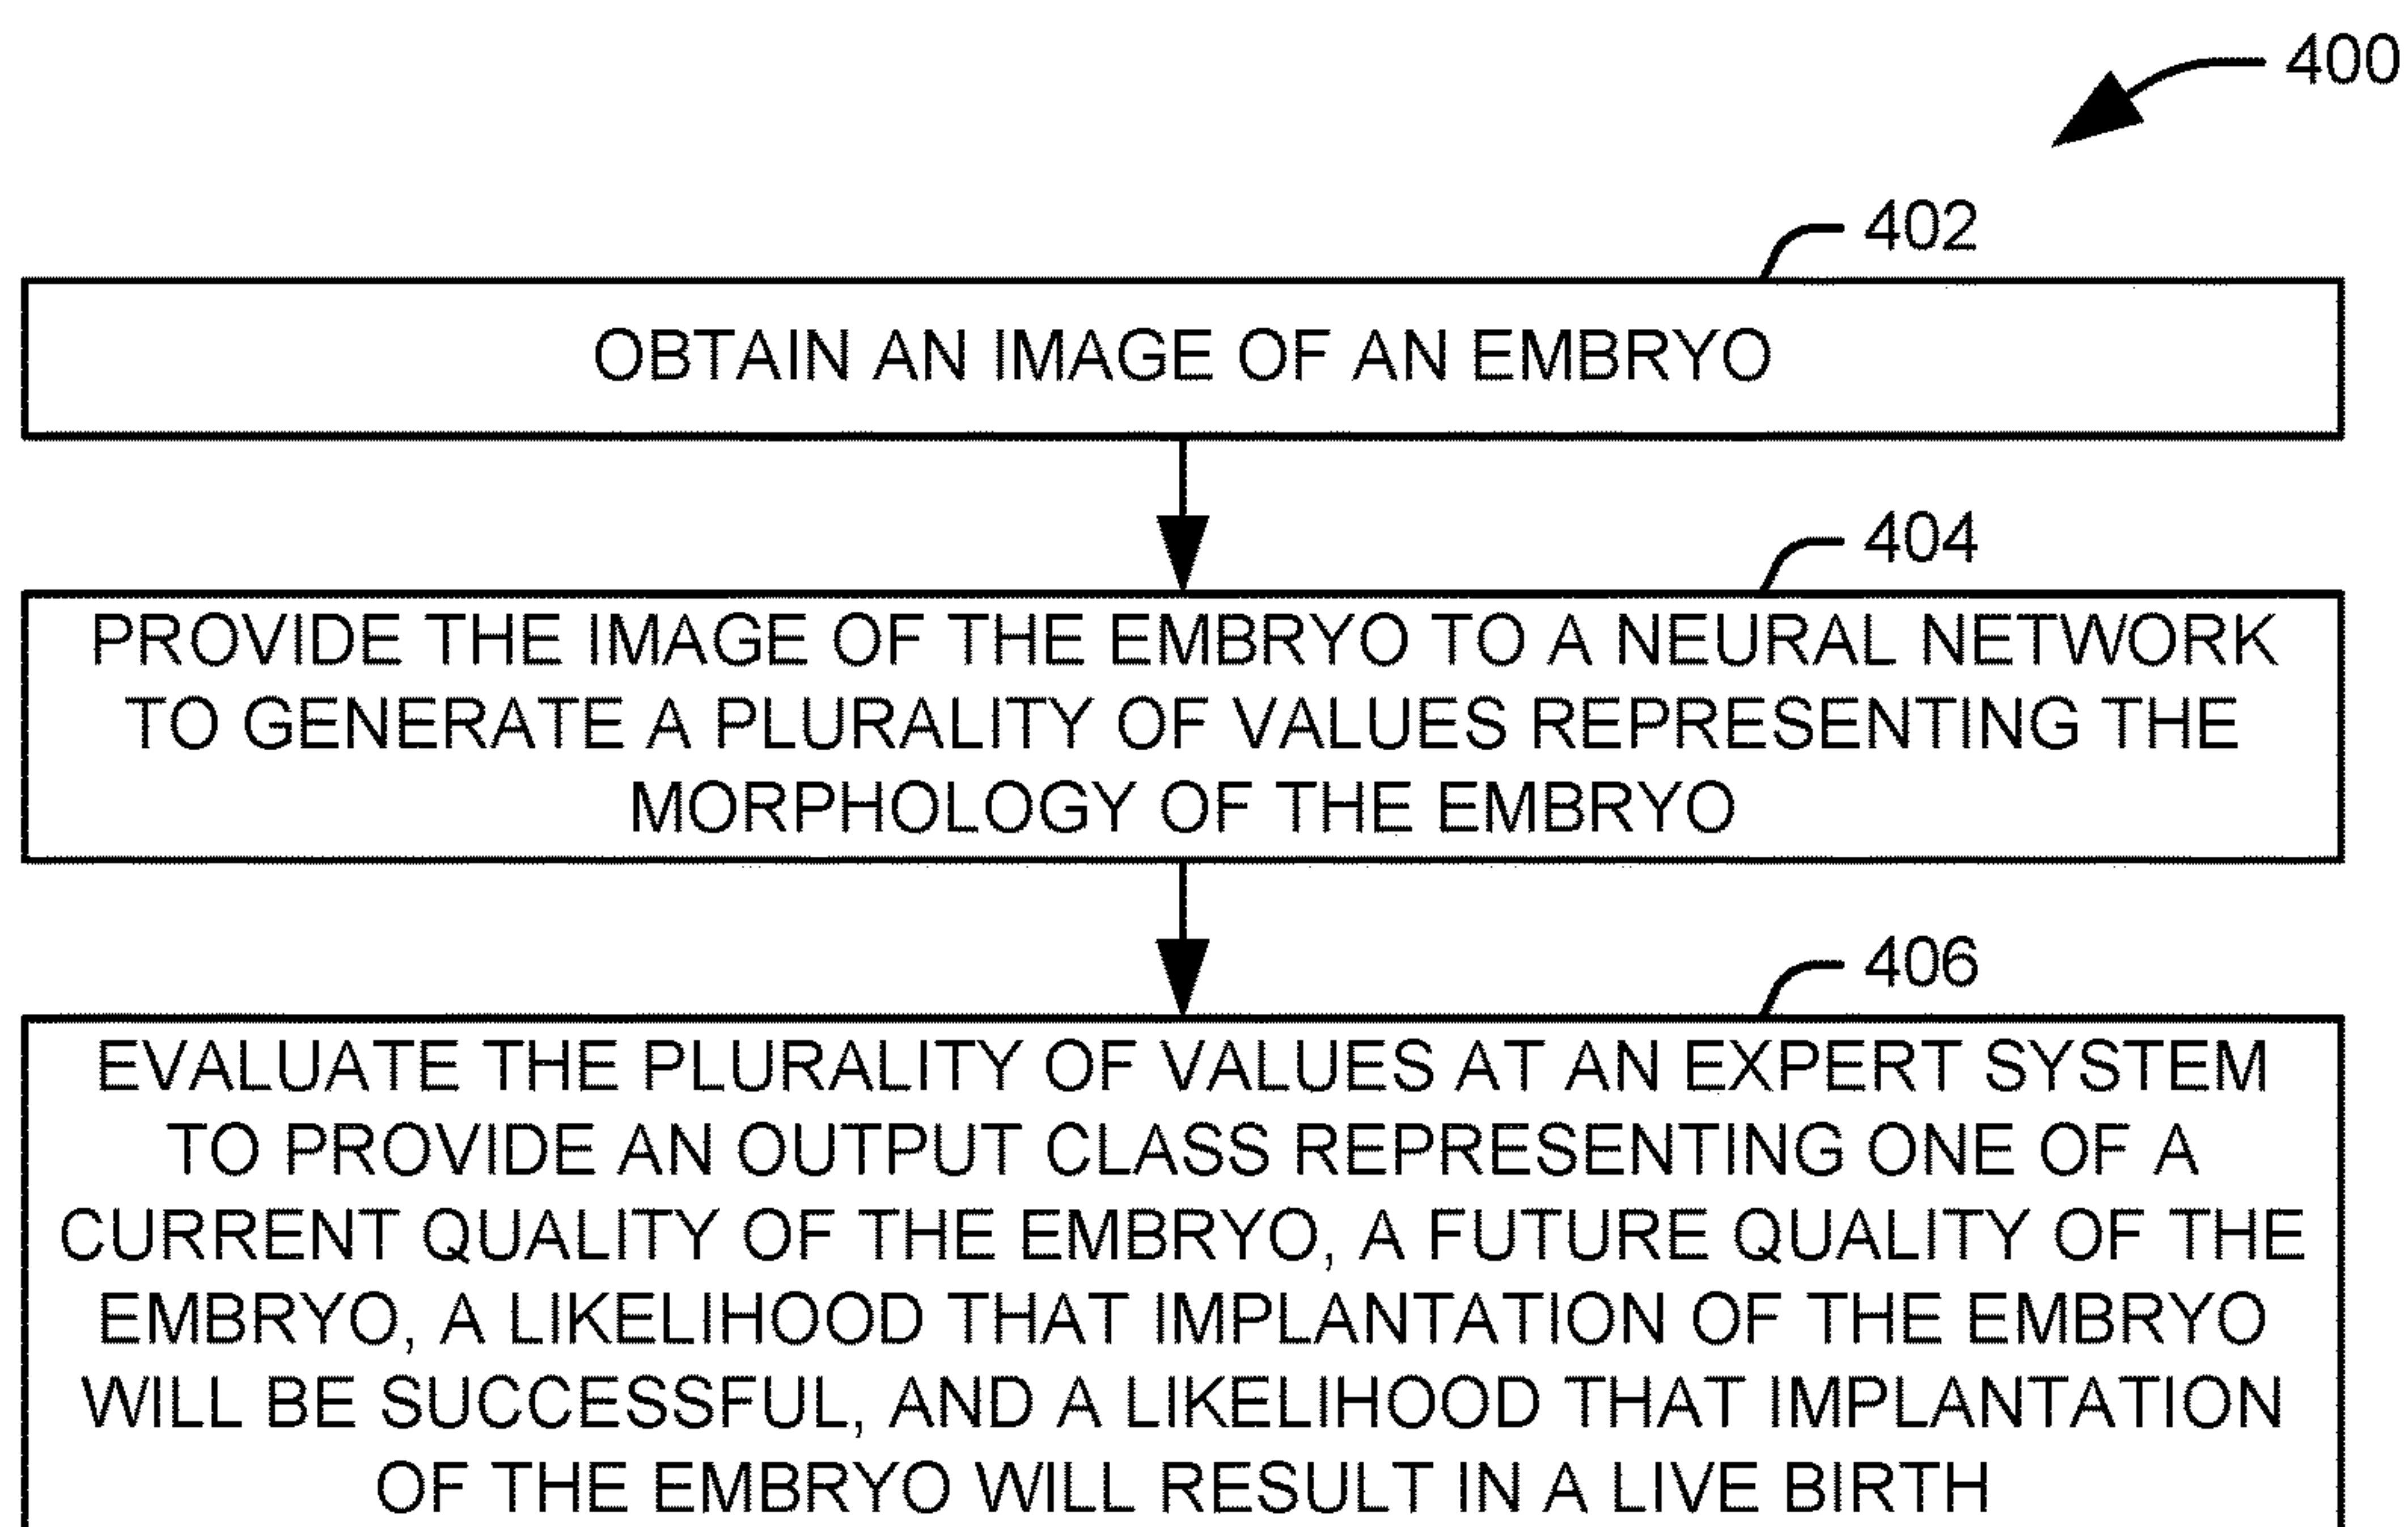 400
402
OBTAIN AN IMAGE OF AN EMBRYO
404
PROVIDE THE IMAGE OF THE EMBRYO TO A NEURAL NETWORK
TO GENERATE A PLURALITY OF VALUES REPRESENTING THE
MORPHOLOGY OF THE EMBRYO
406
EVALUATE THE PLURALITY OF VALUES AT AN EXPERT SYSTEM
TO PROVIDE AN OUTPUT CLASS REPRESENTING ONE OF A
CURRENT QUALITY OF THE EMBRYO, A FUTURE QUALITY OF THE
EMBRYO, A LIKELIHOOD THAT IMPLANTATION OF THE EMBRYO
WILL BE SUCCESSFUL, AND A LIKELIHOOD THAT IMPLANTATION
OF THE EMBRYO WILL RESULT IN A LIVE BIRTH